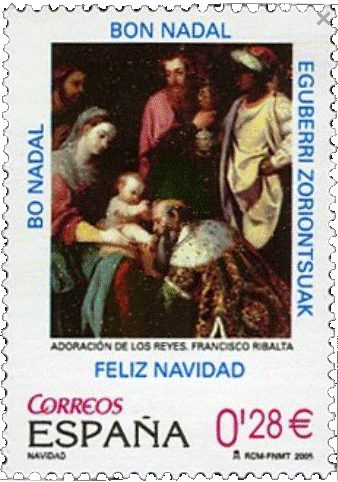 BON NADAL
BO NADAL
EGUBERRI ZORIONTSUAK
ADORACIÓN DE LOS REYES. FRANCISCO RIBALTA
FELIZ NAVIDAD
CORREOS
ESPAÑA
0'28 €
NAVIDAD
RCM-FNMT 2005